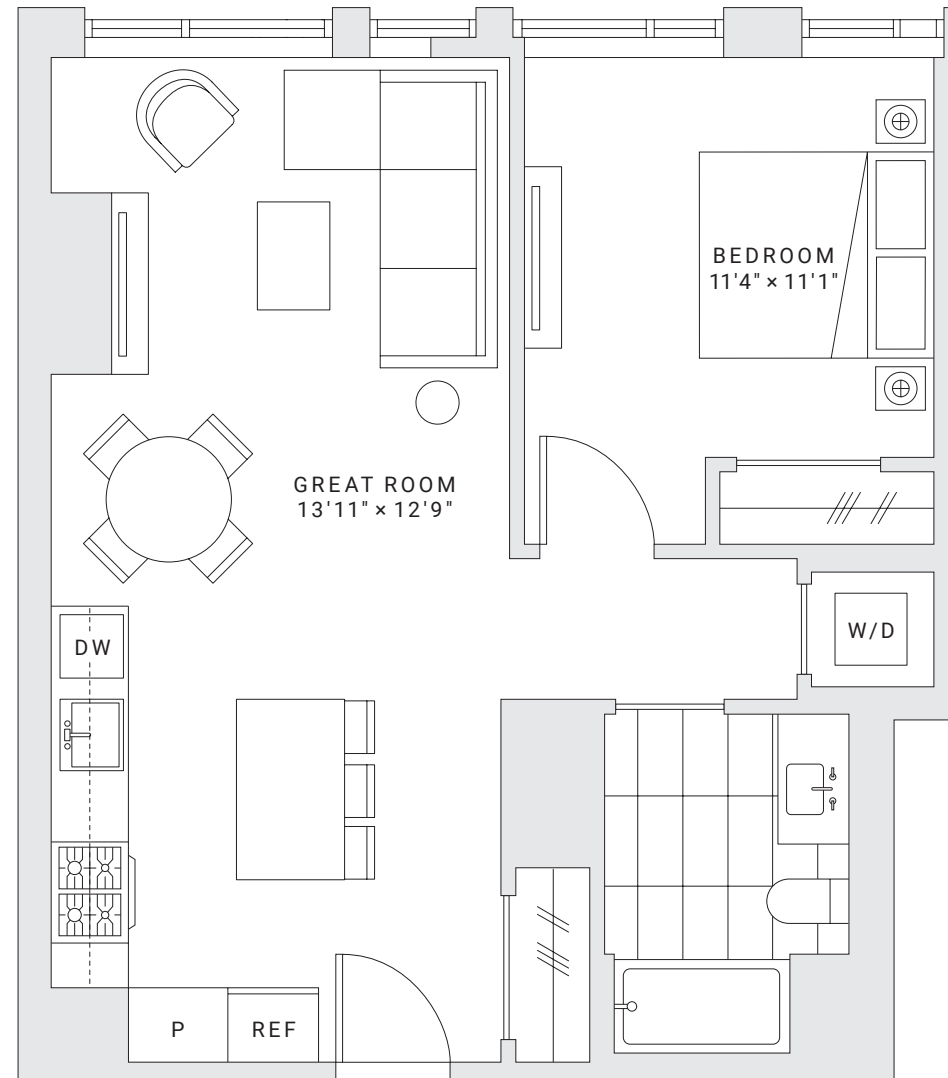 BEDROOM
11'4" × 11'1"
GREAT ROOM
13'11" × 12'9"
DW
W/D
P
REF